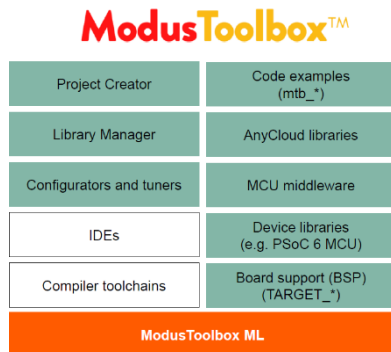 ModusToolbox™
Project Creator
Code examples
(mtb_*)
Library Manager
AnyCloud libraries
Configurators and tuners
MCU middleware
IDEs
Device libraries
(e.g. PSoC 6 MCU)
Compiler toolchains
Board support (BSP)
(TARGET_*)
ModusToolbox ML